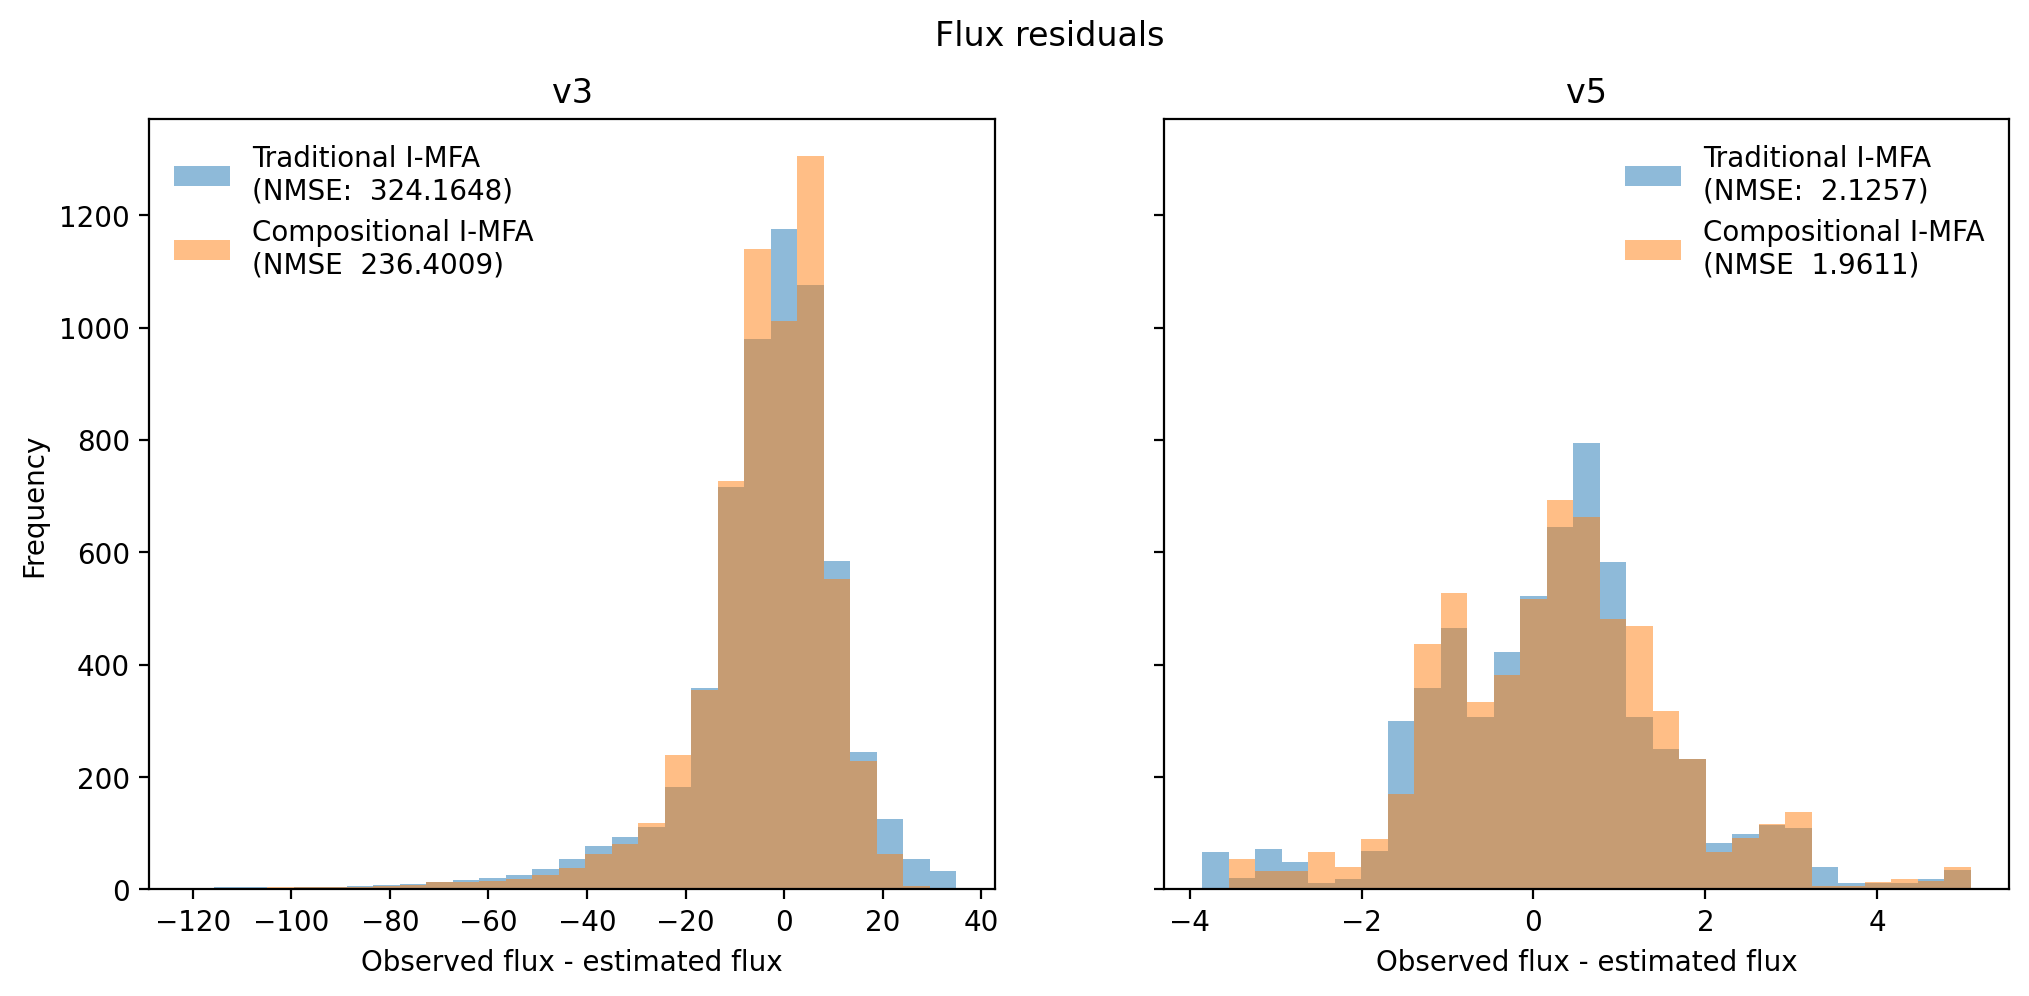 Flux residuals
v3
Traditional I-MFA
(NMSE:  324.1648)
Compositional I-MFA
(NMSE  236.4009)
Frequency
1200
1000
800
600
400
200
0
−120 −100 −80 −60 −40 −20 0 20 40
Observed flux - estimated flux
v5
Traditional I-MFA
(NMSE:  2.1257)
Compositional I-MFA
(NMSE  1.9611)
−4 −2 0 2 4
Observed flux - estimated flux